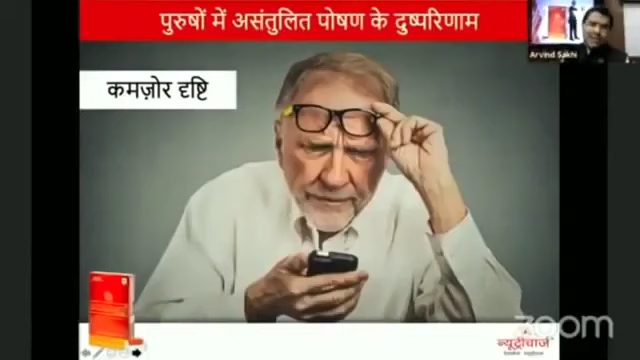 पुरुषों में असंतुलित पोषण के दुष्परिणाम
Arvind Sakhi
कमज़ोर दृष्टि
zoom
न्यूट्रीचार्ज